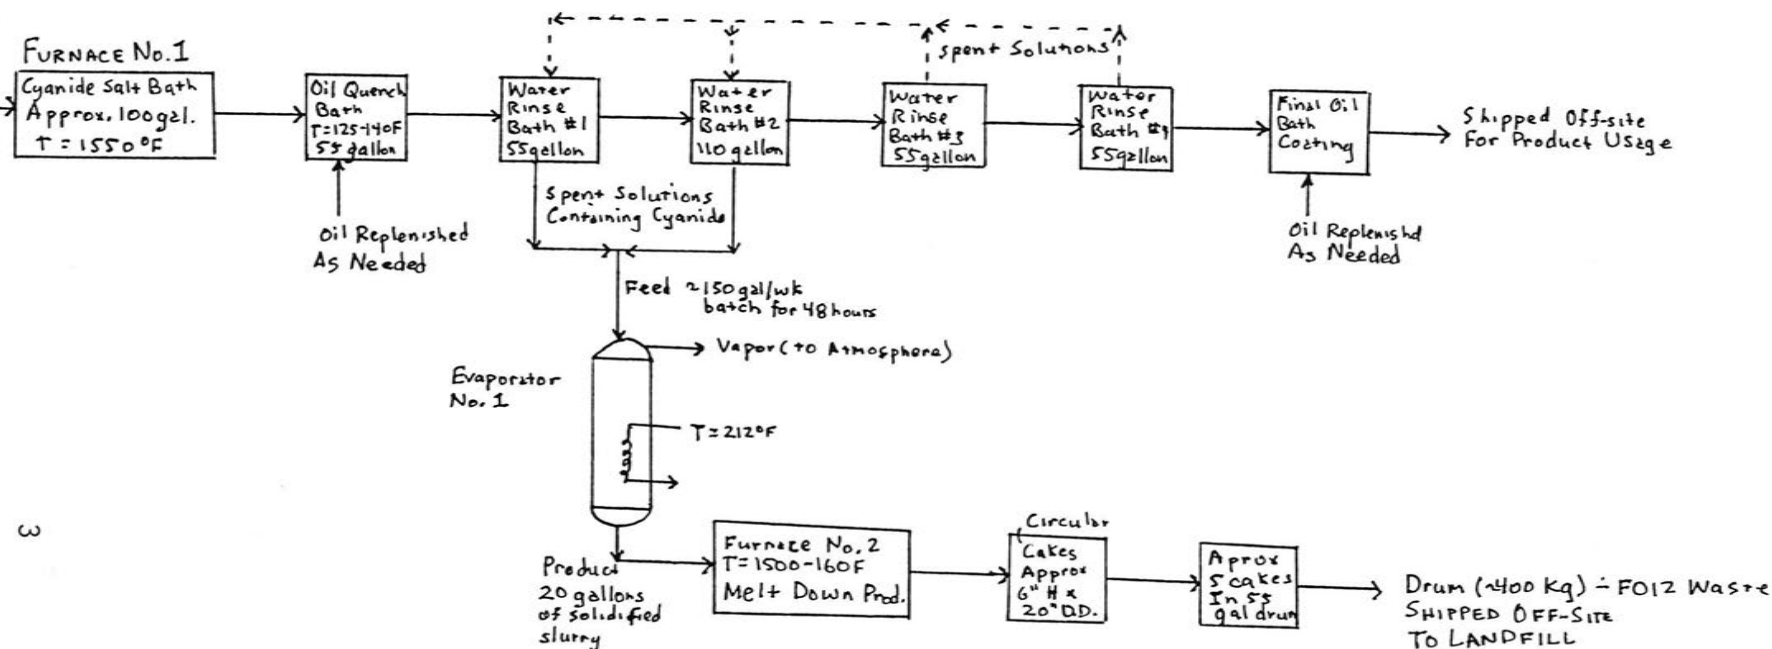 FURNACE No.1
Cyanide Salt Bath
Approx. 100 gal.
T = 1550°F
Oil Quench
Bath
T=125-140F
55 gallon
Oil Replenished
As Needed
Water
Rinse
Bath #1
55 gallon
Water
Rinse
Bath #2
110 gallon
Water
Rinse
Bath #3
55 gallon
Spent Solutions
Water
Rinse
Bath #4
55 gallon
Final Oil
Bath
Coating
Oil Replenishd
As Needed
Shipped Off-site
For Product Usage
Spent Solutions
Containing Cyanide
Feed ~150 gal/wk
batch for 48 hours
Vapor (to Atmosphere)
Evaporator
No. 1
T=212°F
Product
20 gallons
of solidified
slurry
Furnace No. 2
T=1500-160F
Melt Down Prod.
Circular
Cakes
Approx
6" H x
20" O.D.
Aprox
5 cakes
In 55
gal drum
Drum (~400 Kg) ÷ F012 Waste
SHIPPED OFF-SITE
TO LANDFILL
3